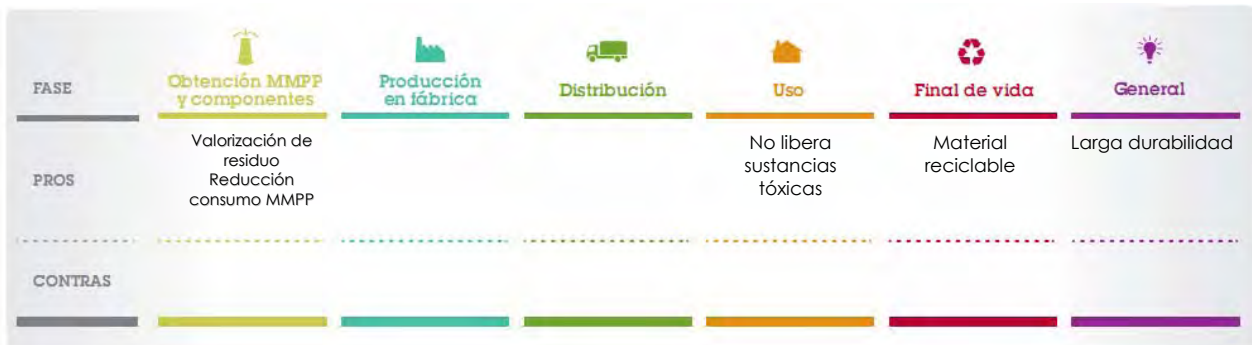 FASE
Obtención MMPP
y componentes
Producción
en fábrica
Distribución
Uso
Final de vida
General
PROS
Valorización de
residuo
Reducción
consumo MMPP
No libera
sustancias
tóxicas
Material
reciclable
Larga durabilidad
CONTRAS